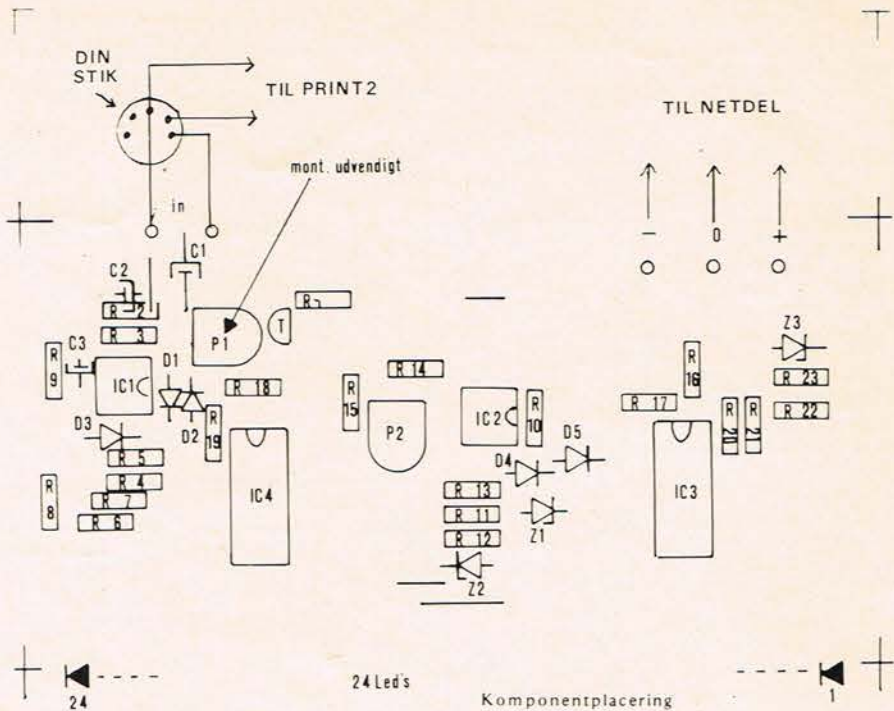 DIN
STIK
TIL PRINT 2
TIL NETDEL
mont. udvendigt
in
C1
−
0
+
C2
R 2
R
T
P1
R 3
C3
Z3
R 9
IC1
D1
R 14
R 16
R 23
D2
R 18
R 15
R 17
R 22
D3
R 19
P2
IC2
R 10
D5
R 20
R 21
R 5
D4
R 4
IC4
R 13
IC3
R 8
R 7
R 11
Z1
R 6
R 12
Z2
24 Led's
24
1
Komponentplacering